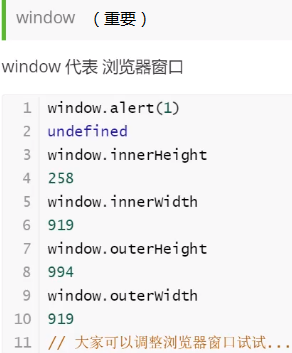 window （重要）
window 代表 浏览器窗口
1 window.alert(1)
2 undefined
3 window.innerHeight
4 258
5 window.innerWidth
6 919
7 window.outerHeight
8 994
9 window.outerWidth
10 919
11 // 大家可以调整浏览器窗口试试...